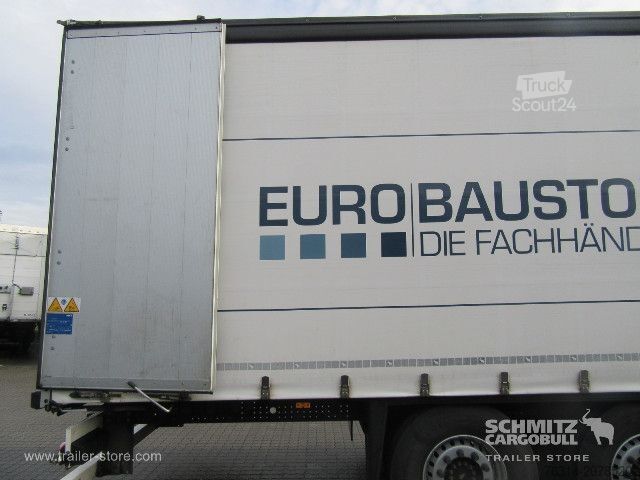 Truck
Scout24
EURO BAUSTO
DIE FACHHÄND
SCHMITZ
CARGOBULL
TRAILER STORE
www.trailer-store.com